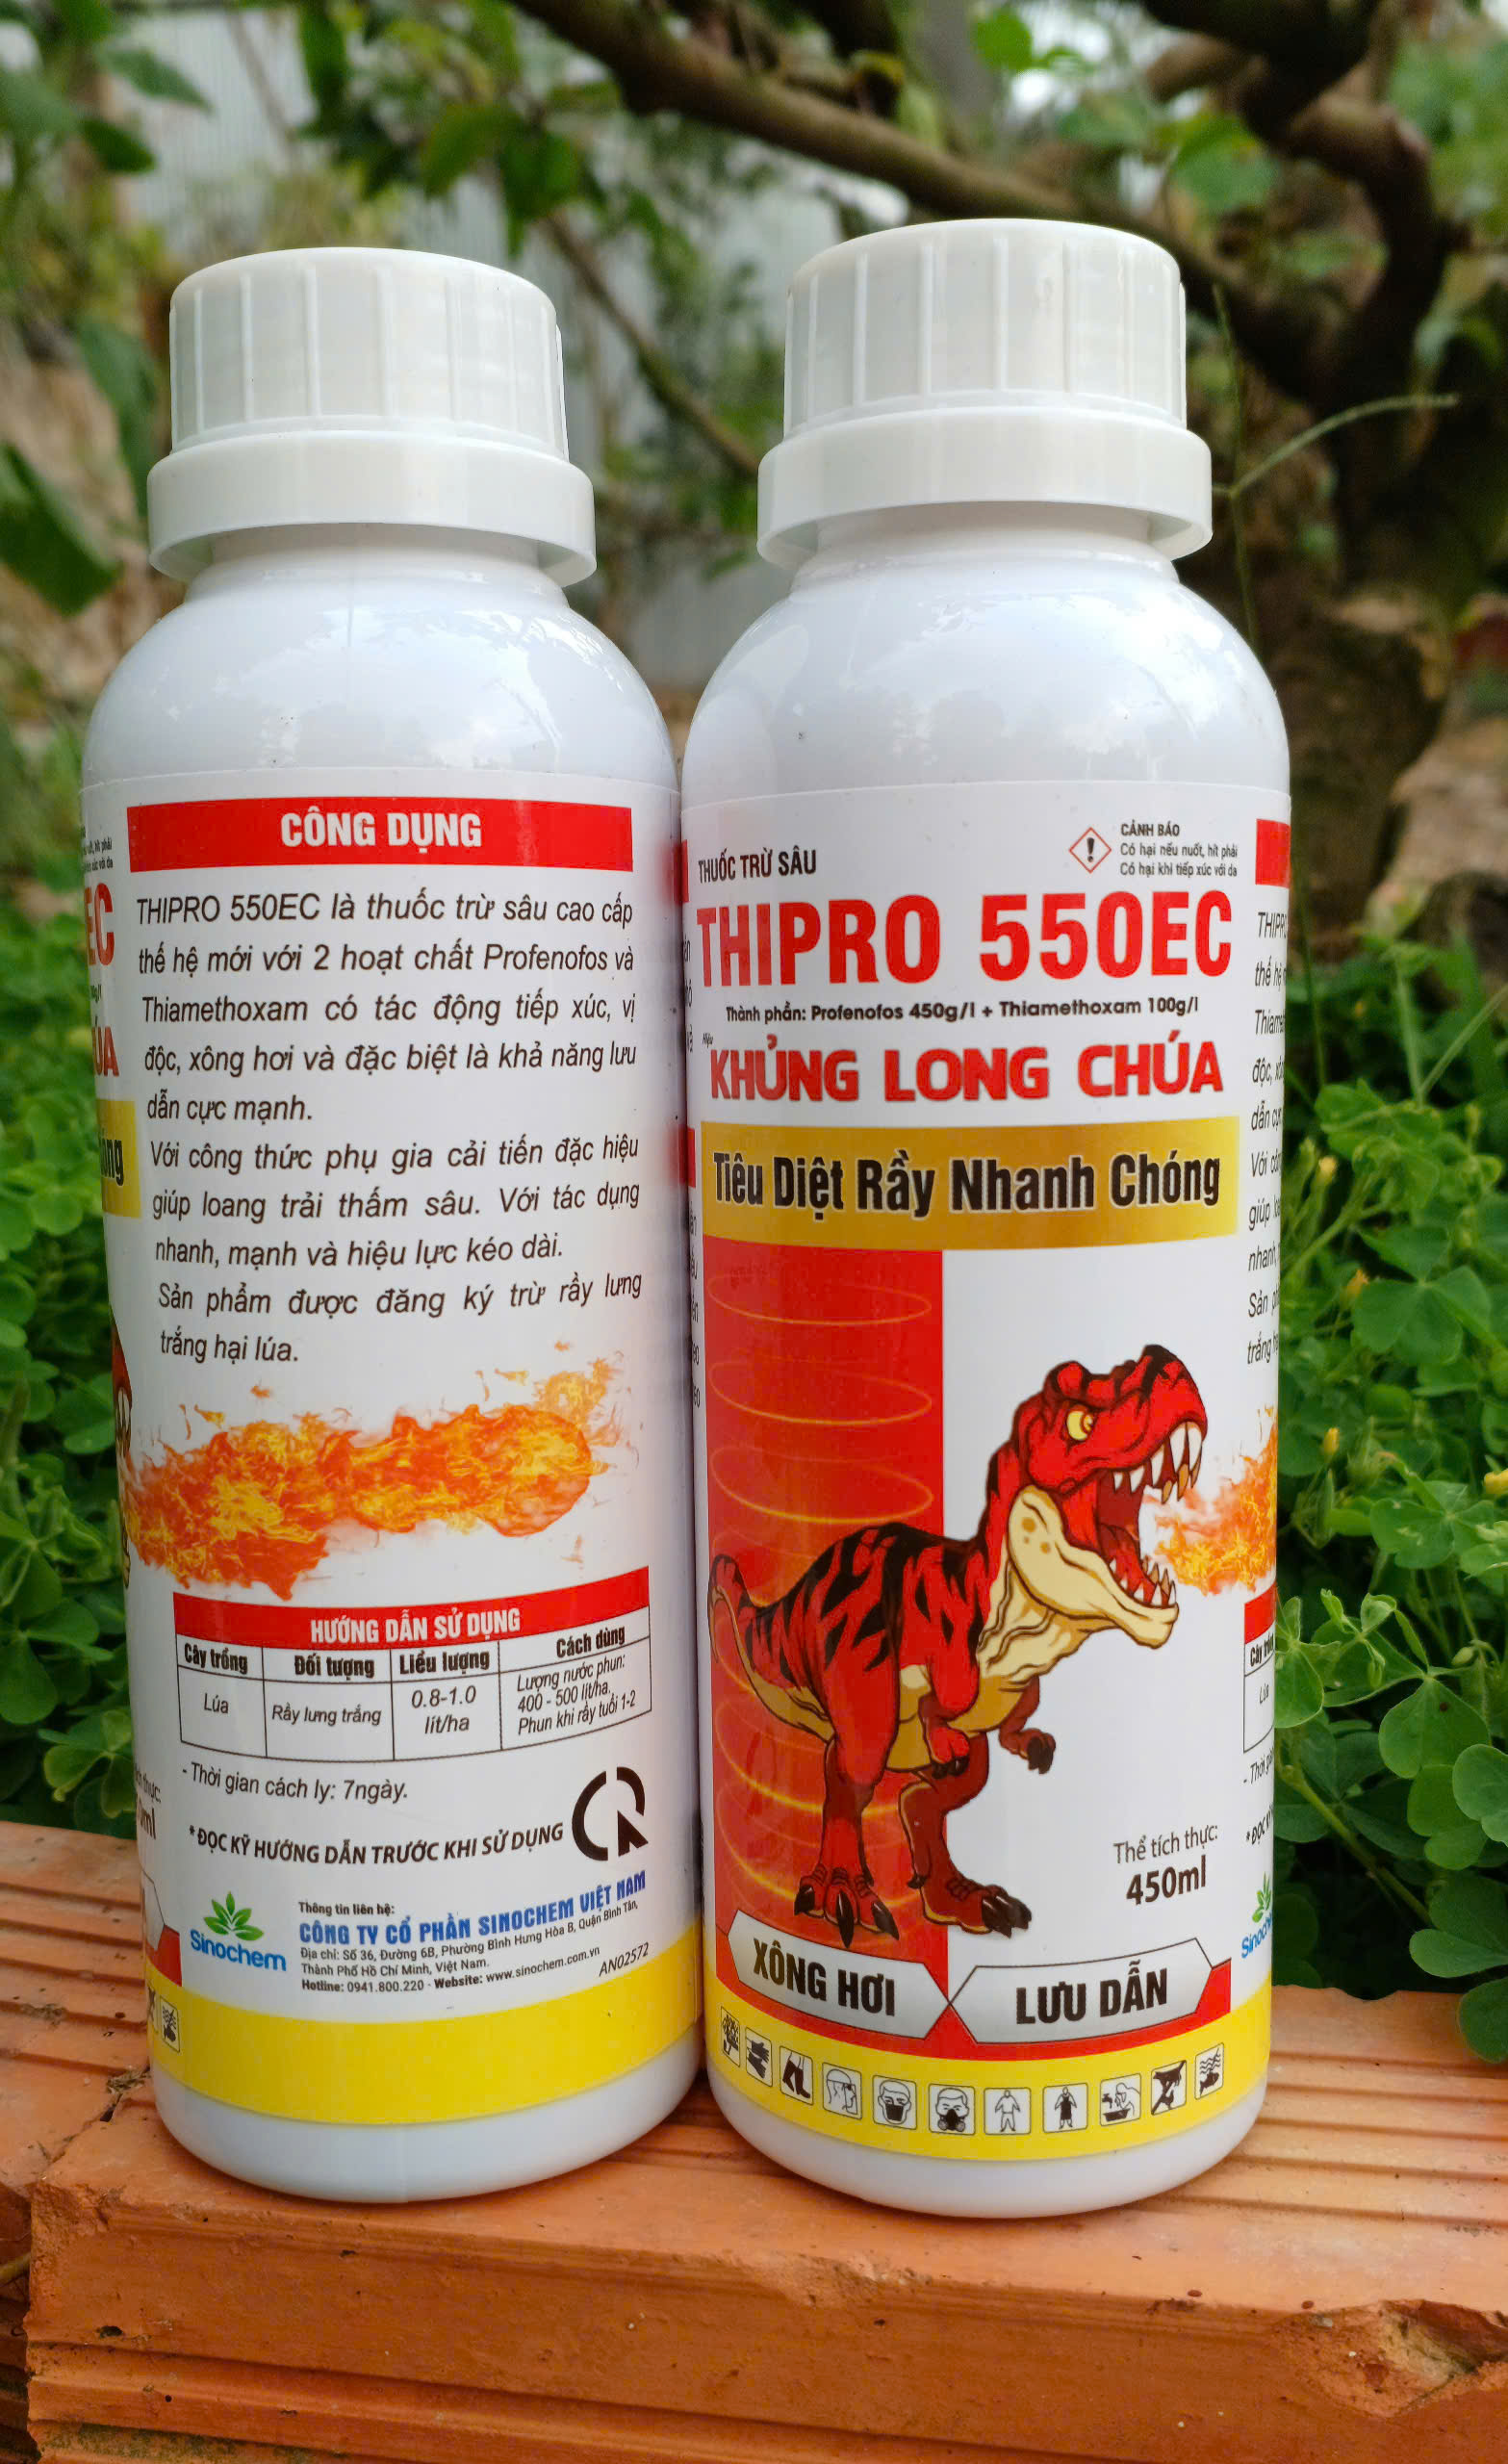 CÔNG DỤNG
THIPRO 550EC là thuốc trừ sâu cao cấp
thế hệ mới với 2 hoạt chất Profenofos và
Thiamethoxam có tác động tiếp xúc, vị
độc, xông hơi và đặc biệt là khả năng lưu
dẫn cực mạnh.
Với công thức phụ gia cải tiến đặc hiệu
giúp loang trải thấm sâu. Với tác dụng
nhanh, mạnh và hiệu lực kéo dài.
Sản phẩm được đăng ký trừ rầy lưng
trắng hại lúa.
HƯỚNG DẪN SỬ DỤNG
Cây trồng Đối tượng Liều lượng Cách dùng
Lúa Rầy lưng trắng 0.8-1.0 lít/ha Lượng nước phun:
400 - 500 lít/ha.
Phun khi rầy tuổi 1-2
- Thời gian cách ly: 7ngày.
*ĐỌC KỸ HƯỚNG DẪN TRƯỚC KHI SỬ DỤNG
Sinochem
Thông tin liên hệ:
CÔNG TY CỔ PHẦN SINOCHEM VIỆT NAM
Địa chỉ: Số 36, Đường 6B, Phường Bình Hưng Hòa B, Quận Bình Tân,
Thành Phố Hồ Chí Minh, Việt Nam.
Hotline: 0941.800.220 - Website: www.sinochem.com.vn
AN02572
THUỐC TRỪ SÂU
CẢNH BÁO
Có hại nếu nuốt, hít phải
Có hại khi tiếp xúc với da
THIPRO 550EC
Thành phần: Profenofos 450g/l + Thiamethoxam 100g/l
Hiệu
KHỦNG LONG CHÚA
Tiêu Diệt Rầy Nhanh Chóng
Thể tích thực:
450ml
XÔNG HƠI
LƯU DẪN